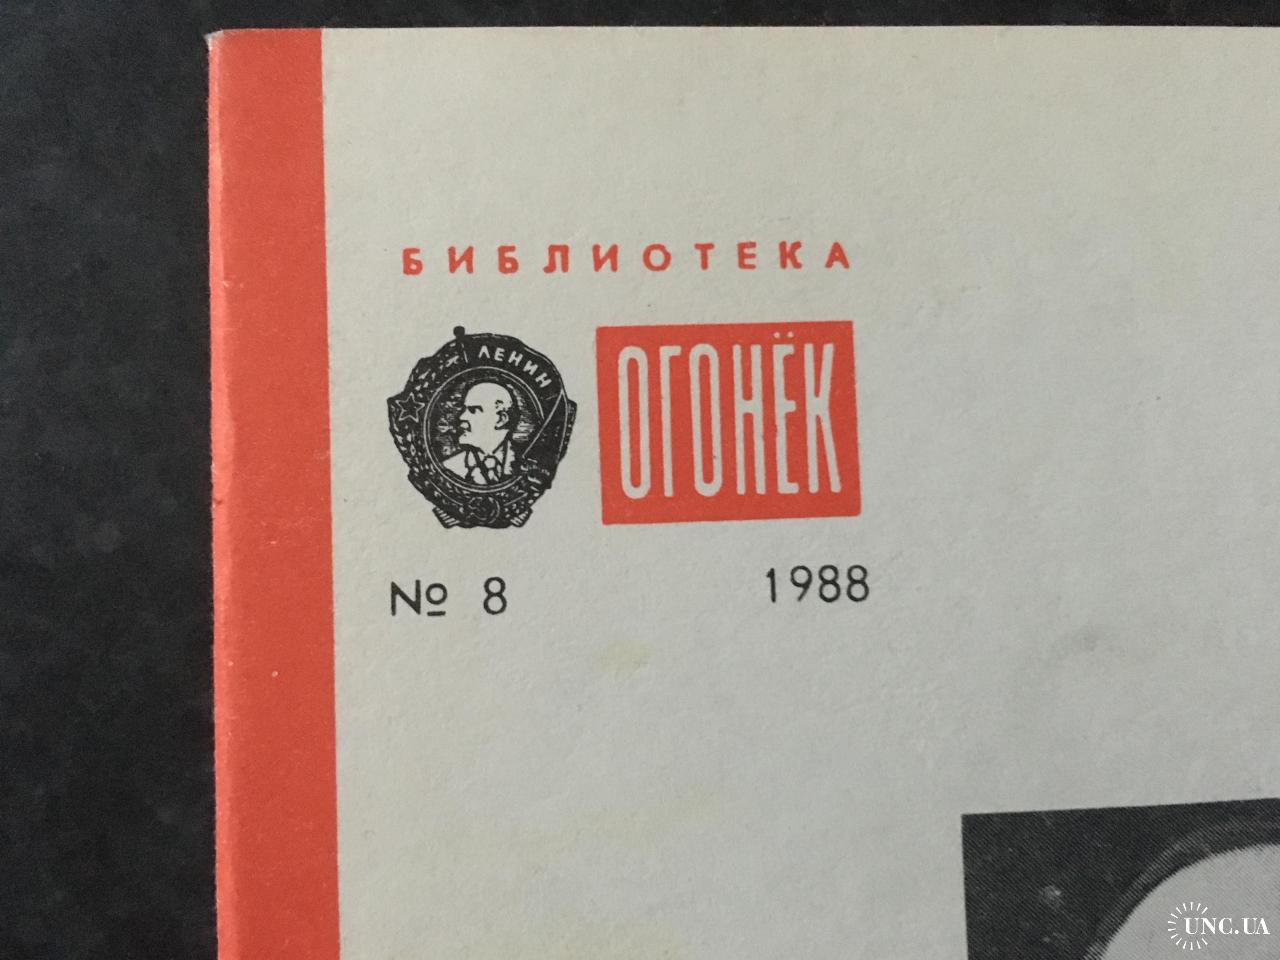 БИБЛИОТЕКА
ЛЕНИН
ОГОНЁК
№ 8 1988
UNC.UA